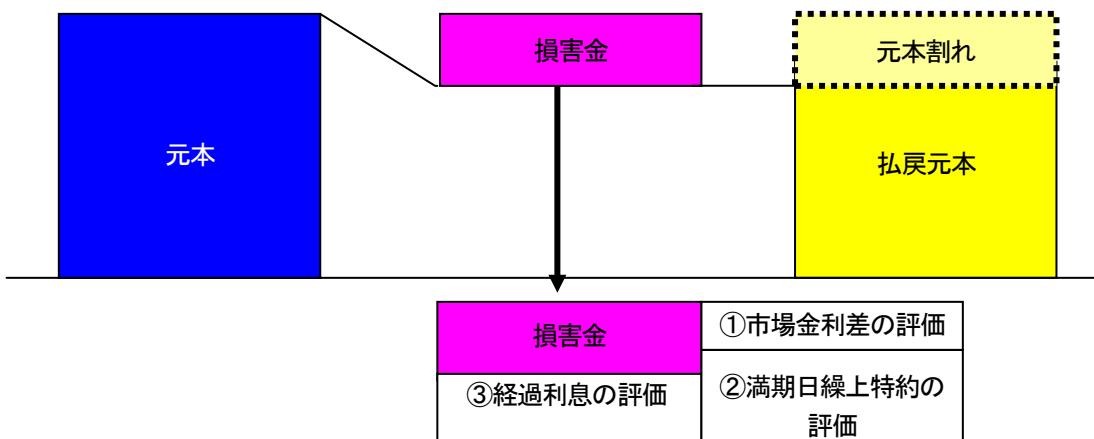 損害金
元本割れ
元本
払戻元本
損害金
①市場金利差の評価
③経過利息の評価
②満期日繰上特約の
評価